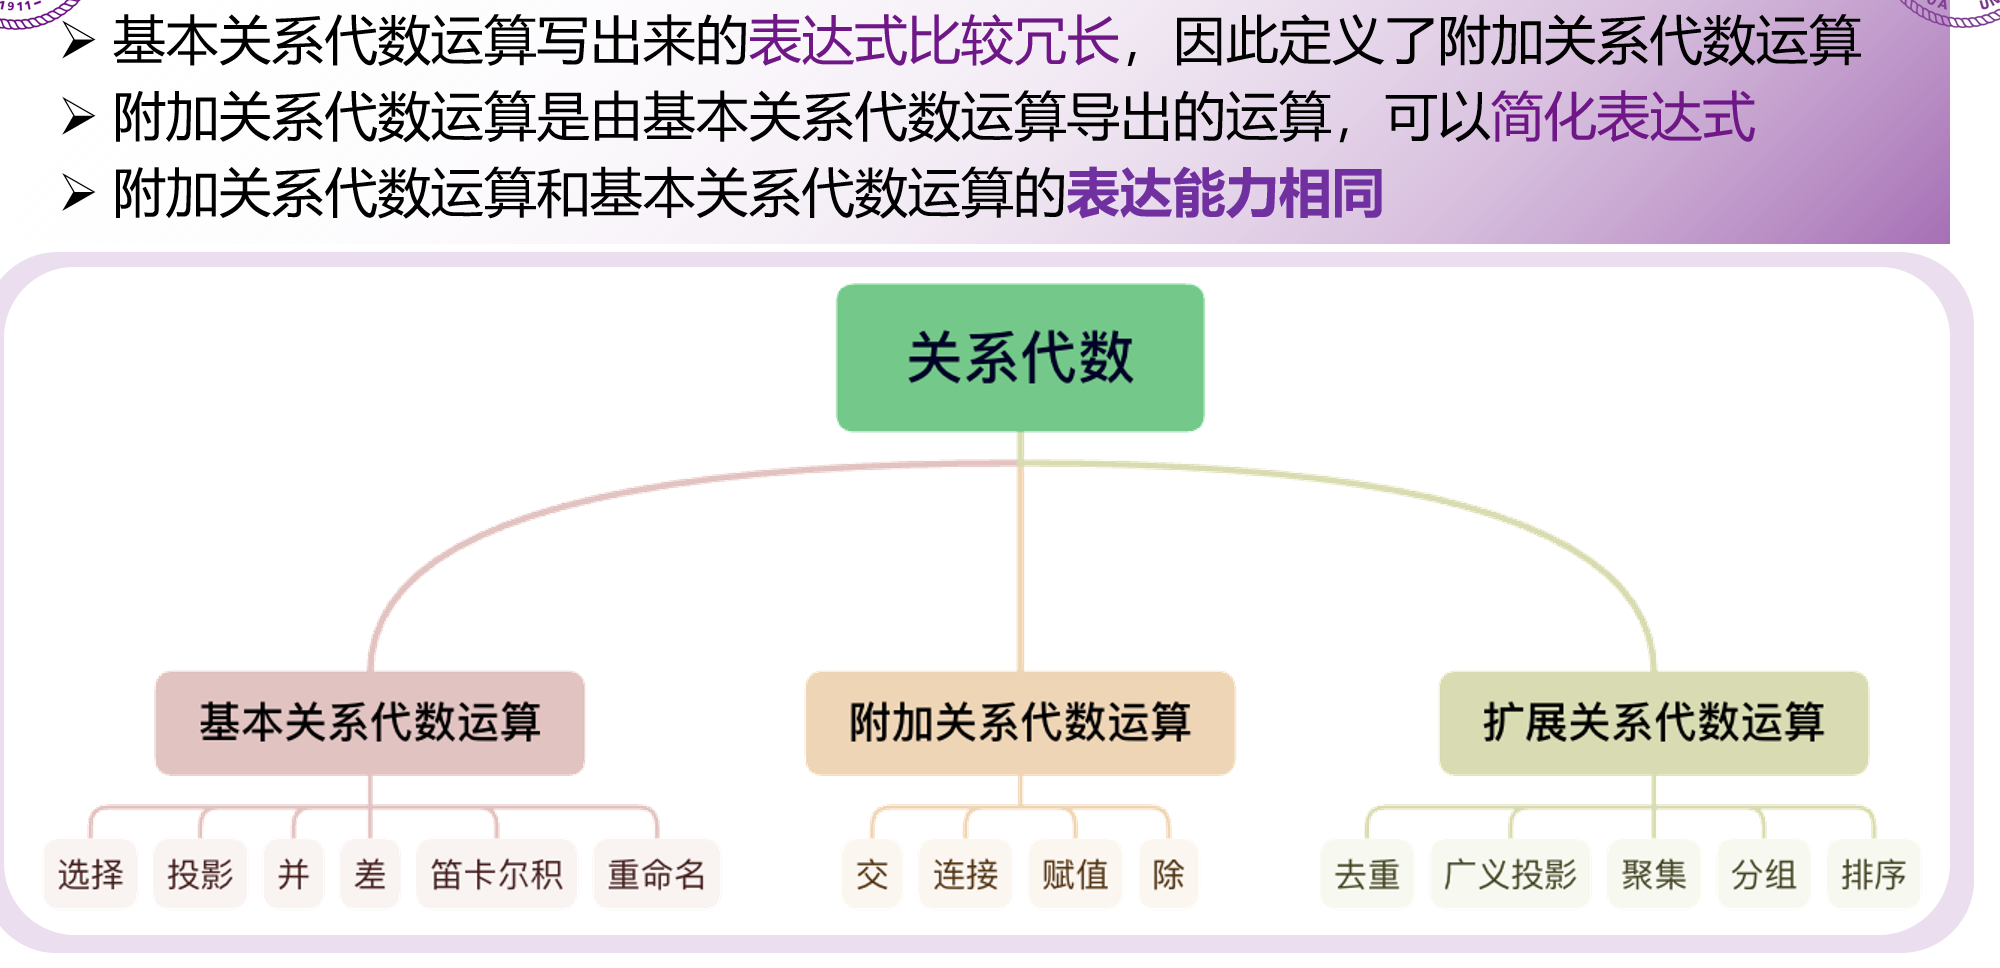 1911
基本关系代数运算写出来的表达式比较冗长，因此定义了附加关系代数运算
附加关系代数运算是由基本关系代数运算导出的运算，可以简化表达式
附加关系代数运算和基本关系代数运算的表达能力相同
关系代数
基本关系代数运算 附加关系代数运算 扩展关系代数运算
选择 投影 并 差 笛卡尔积 重命名 交 连接 赋值 除 去重 广义投影 聚集 分组 排序